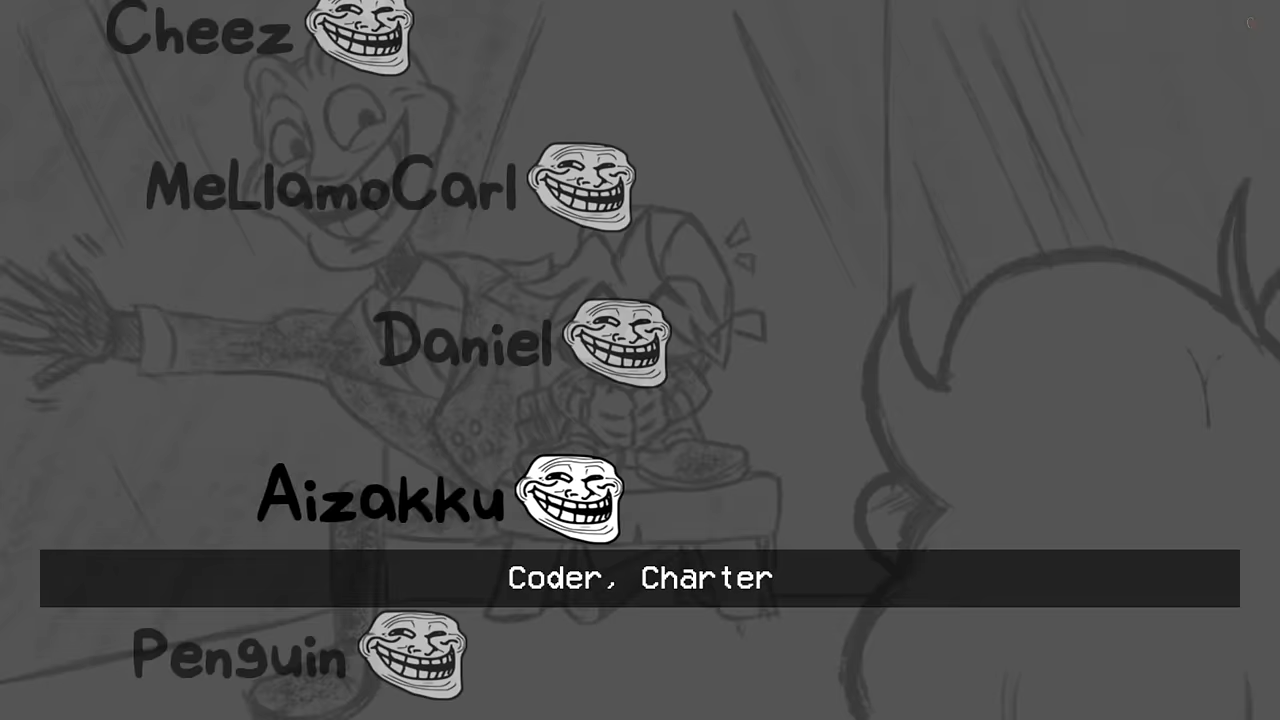 Cheez
MeLlamoCarl
Daniel
Aizakku
Coder, Charter
Penguin